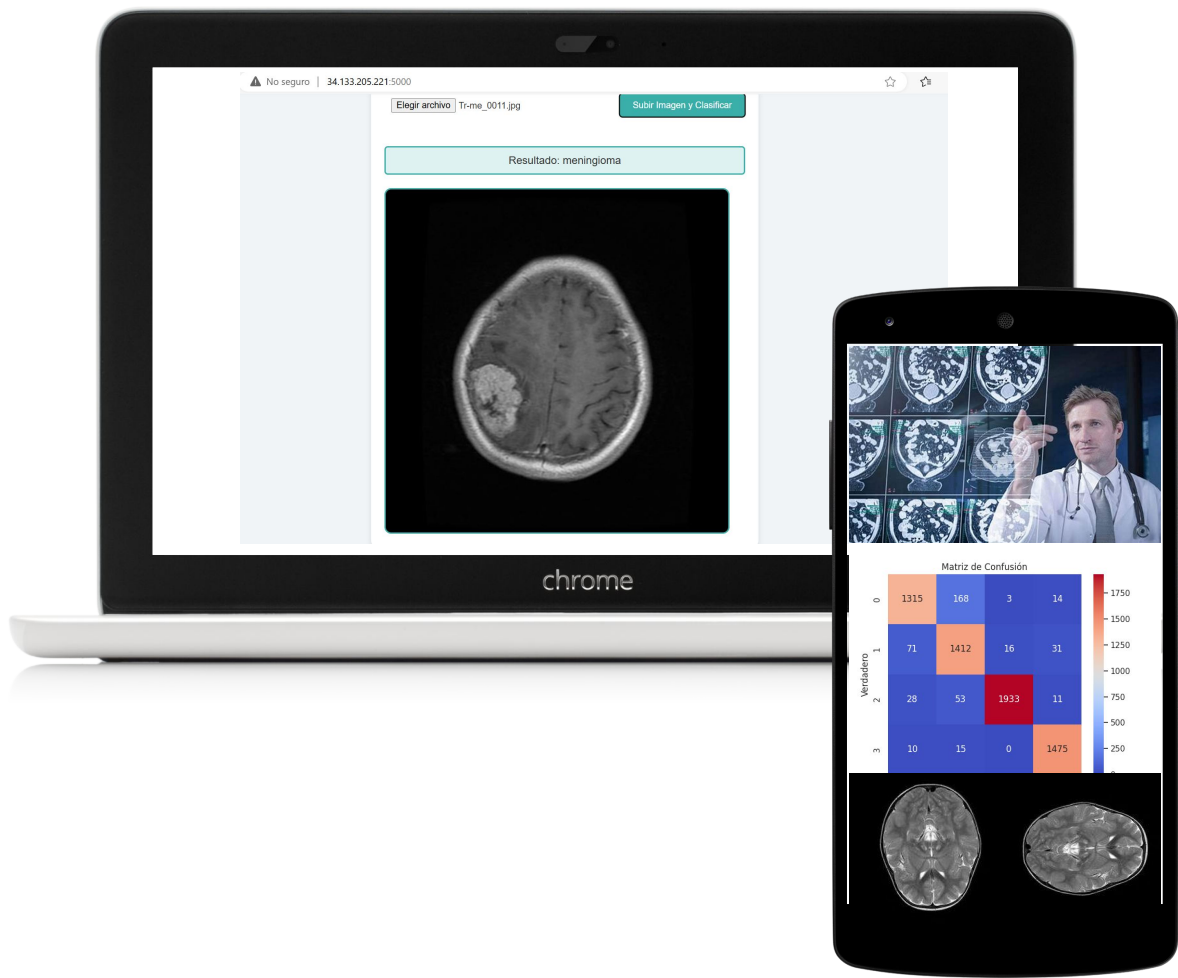 No seguro | 34.133.205.221:5000
Elegir archivo Tr-me_0011.jpg Subir Imagen y Clasificar
Resultado: meningioma
chrome
Matriz de Confusión
Verdadero
0 1315 168 3 14
1 71 1412 16 31
2 28 53 1933 11
3 10 15 0 1475
1750
1500
1250
1000
750
500
250